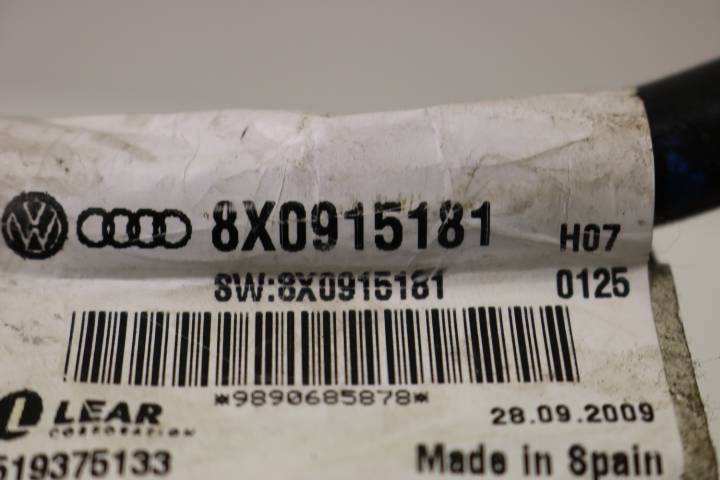 8X0915181 H07
SW:8X0915181 0125
*9890685878*
LEAR 28.09.2009
CORPORATION
519375133 Made in Spain